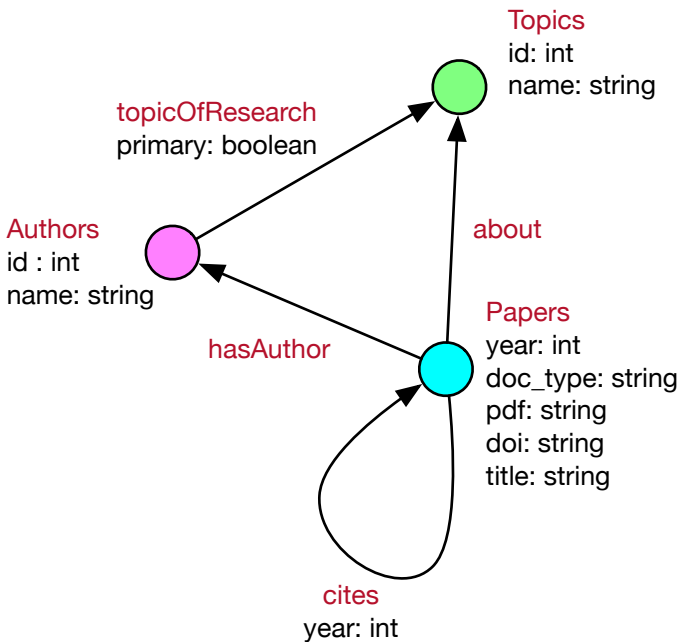 Topics
id: int
name: string
topicOfResearch
primary: boolean
Authors
id : int
name: string
about
hasAuthor
Papers
year: int
doc_type: string
pdf: string
doi: string
title: string
cites
year: int